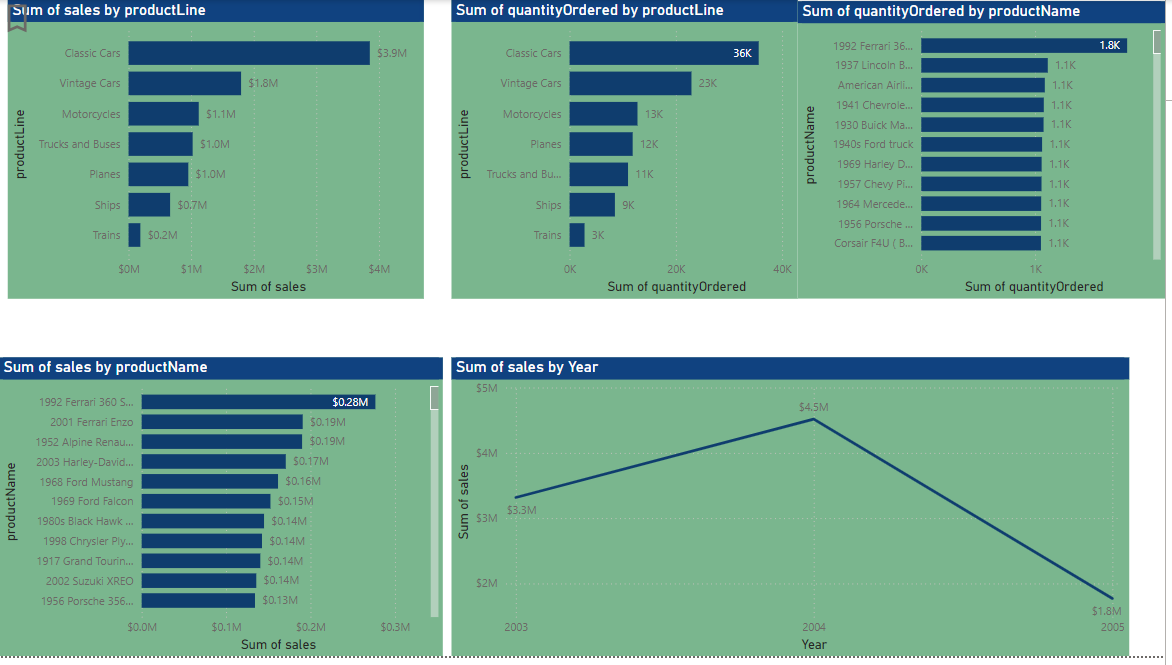 Sum of sales by productLine
productLine
Classic Cars $3.9M
Vintage Cars $1.8M
Motorcycles $1.1M
Trucks and Buses $1.0M
Planes $1.0M
Ships $0.7M
Trains $0.2M
$0M $1M $2M $3M $4M
Sum of sales
Sum of quantityOrdered by productLine
productLine
Classic Cars 36K
Vintage Cars 23K
Motorcycles 13K
Planes 12K
Trucks and Bu... 11K
Ships 9K
Trains 3K
0K 20K 40K
Sum of quantityOrdered
Sum of quantityOrdered by productName
productName
1992 Ferrari 36... 1.8K
1937 Lincoln B... 1.1K
American Airli... 1.1K
1941 Chevrole... 1.1K
1930 Buick Ma... 1.1K
1940s Ford truck 1.1K
1969 Harley D... 1.1K
1957 Chevy Pi... 1.1K
1964 Mercede... 1.1K
1956 Porsche ... 1.1K
Corsair F4U ( B... 1.1K
0K 1K
Sum of quantityOrdered
Sum of sales by productName
productName
1992 Ferrari 360 S... $0.28M
2001 Ferrari Enzo $0.19M
1952 Alpine Renau... $0.19M
2003 Harley-David... $0.17M
1968 Ford Mustang $0.16M
1969 Ford Falcon $0.15M
1980s Black Hawk ... $0.14M
1998 Chrysler Ply... $0.14M
1917 Grand Tourin... $0.14M
2002 Suzuki XREO $0.14M
1956 Porsche 356... $0.13M
$0.0M $0.1M $0.2M $0.3M
Sum of sales
Sum of sales by Year
Sum of sales
$5M
$4M
$3M
$2M
$3.3M
$4.5M
$1.8M
2003 2004 2005
Year